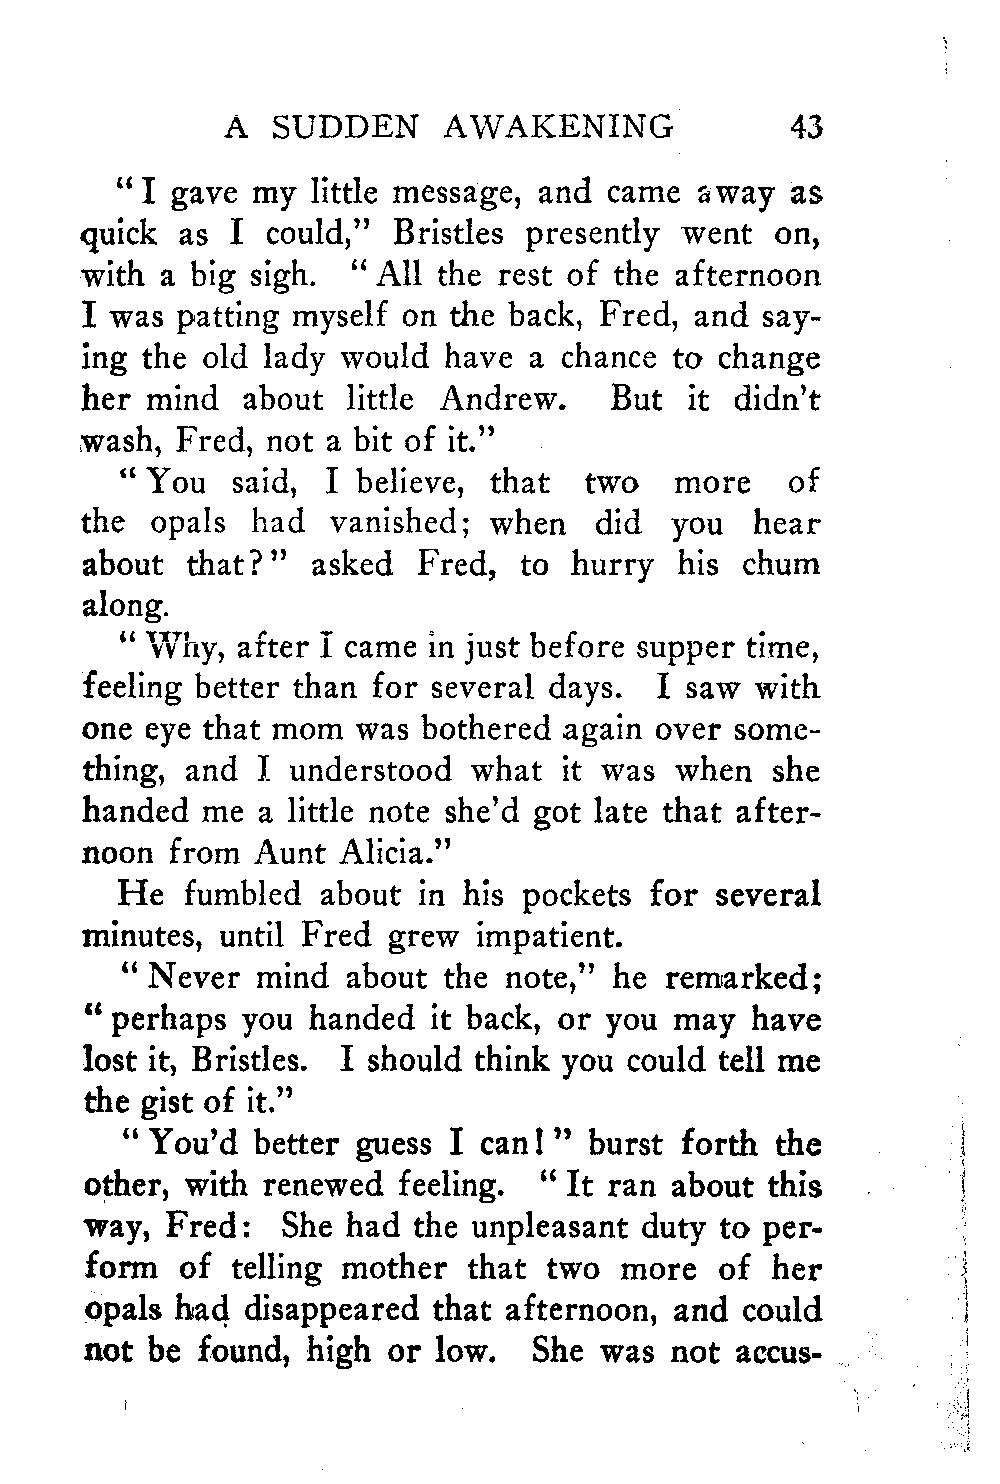 A SUDDEN AWAKENING 43
“ I gave my little message, and came away as
quick as I could,” Bristles presently went on,
with a big sigh. “ All the rest of the afternoon
I was patting myself on the back, Fred, and say-
ing the old lady would have a chance to change
her mind about little Andrew. But it didn’t
wash, Fred, not a bit of it.”
“ You said, I believe, that two more of
the opals had vanished; when did you hear
about that? ” asked Fred, to hurry his chum
along.
“ Why, after I came in just before supper time,
feeling better than for several days. I saw with
one eye that mom was bothered again over some-
thing, and I understood what it was when she
handed me a little note she’d got late that after-
noon from Aunt Alicia.”
He fumbled about in his pockets for several
minutes, until Fred grew impatient.
“ Never mind about the note,” he remarked;
“ perhaps you handed it back, or you may have
lost it, Bristles. I should think you could tell me
the gist of it.”
“ You’d better guess I can! ” burst forth the
other, with renewed feeling. “ It ran about this
way, Fred: She had the unpleasant duty to per-
form of telling mother that two more of her
opals had disappeared that afternoon, and could
not be found, high or low. She was not accus-